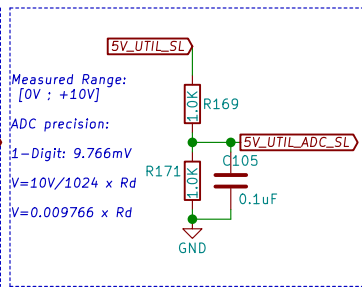 5V_UTIL_SL
Measured Range:
[0V ; +10V]
1.0K
R169
ADC precision:
5V_UTIL_ADC_SL
1-Digit: 9.766mV
C105
R171
1.0K
V=10V/1024 x Rd
0.1uF
V=0.009766 x Rd
GND